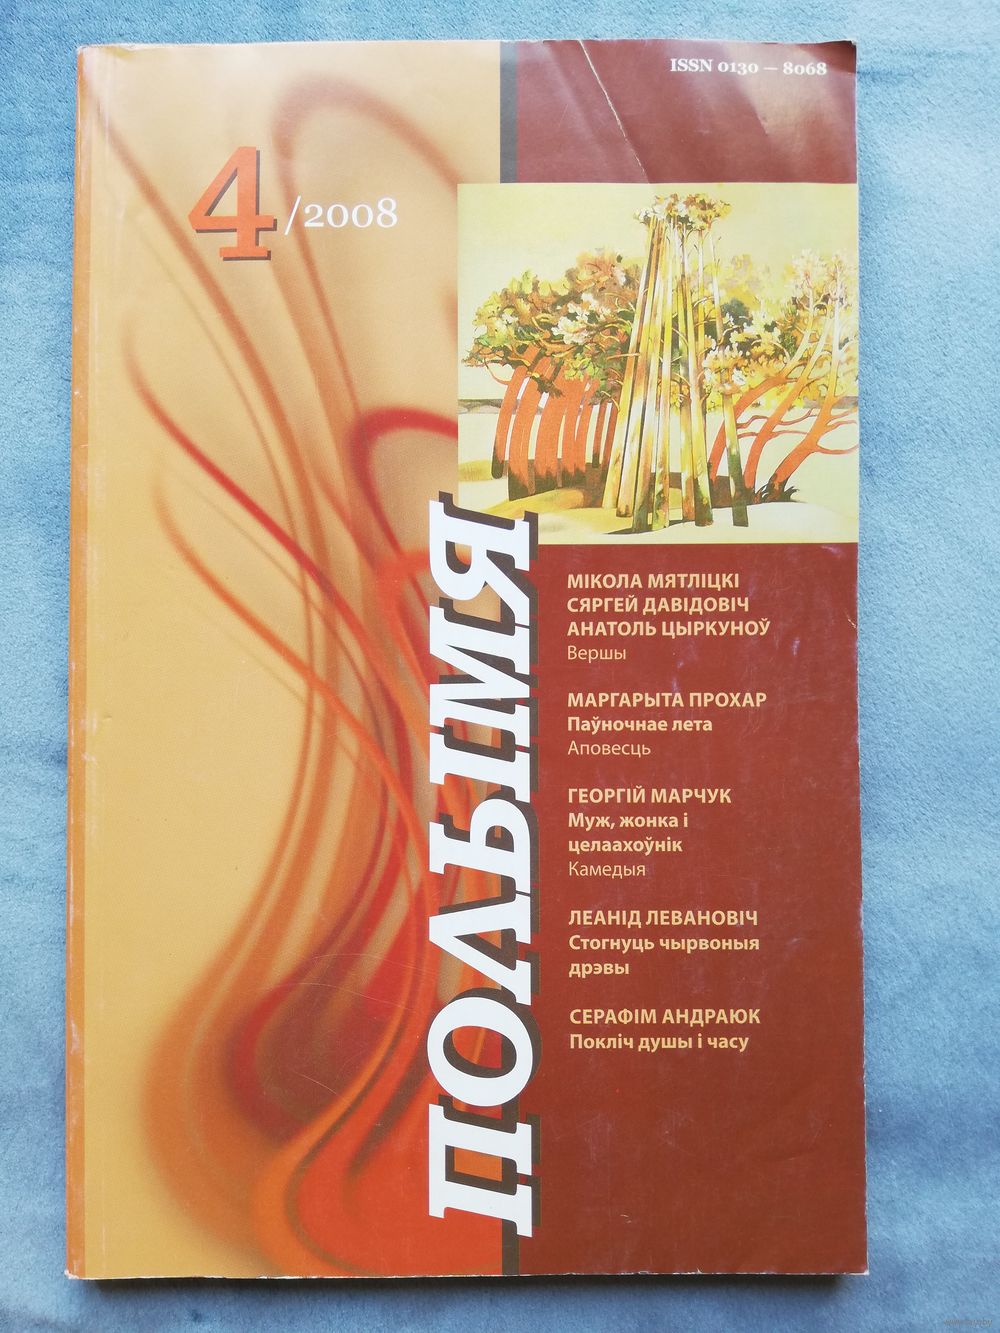 ISSN 0130 — 8068
4/2008
ПОЛЫМЯ
МІКОЛА МЯТЛІЦКІ
СЯРГЕЙ ДАВІДОВІЧ
АНАТОЛЬ ЦЫРКУНОЎ
Вершы
МАРГАРЫТА ПРОХАР
Паўночнае лета
Аповесць
ГЕОРГІЙ МАРЧУК
Муж, жонка і
целаахоўнік
Камедыя
ЛЕАНІД ЛЕВАНОВІЧ
Стогнуць чырвоныя
дрэвы
СЕРАФІМ АНДРАЮК
Покліч душы і часу